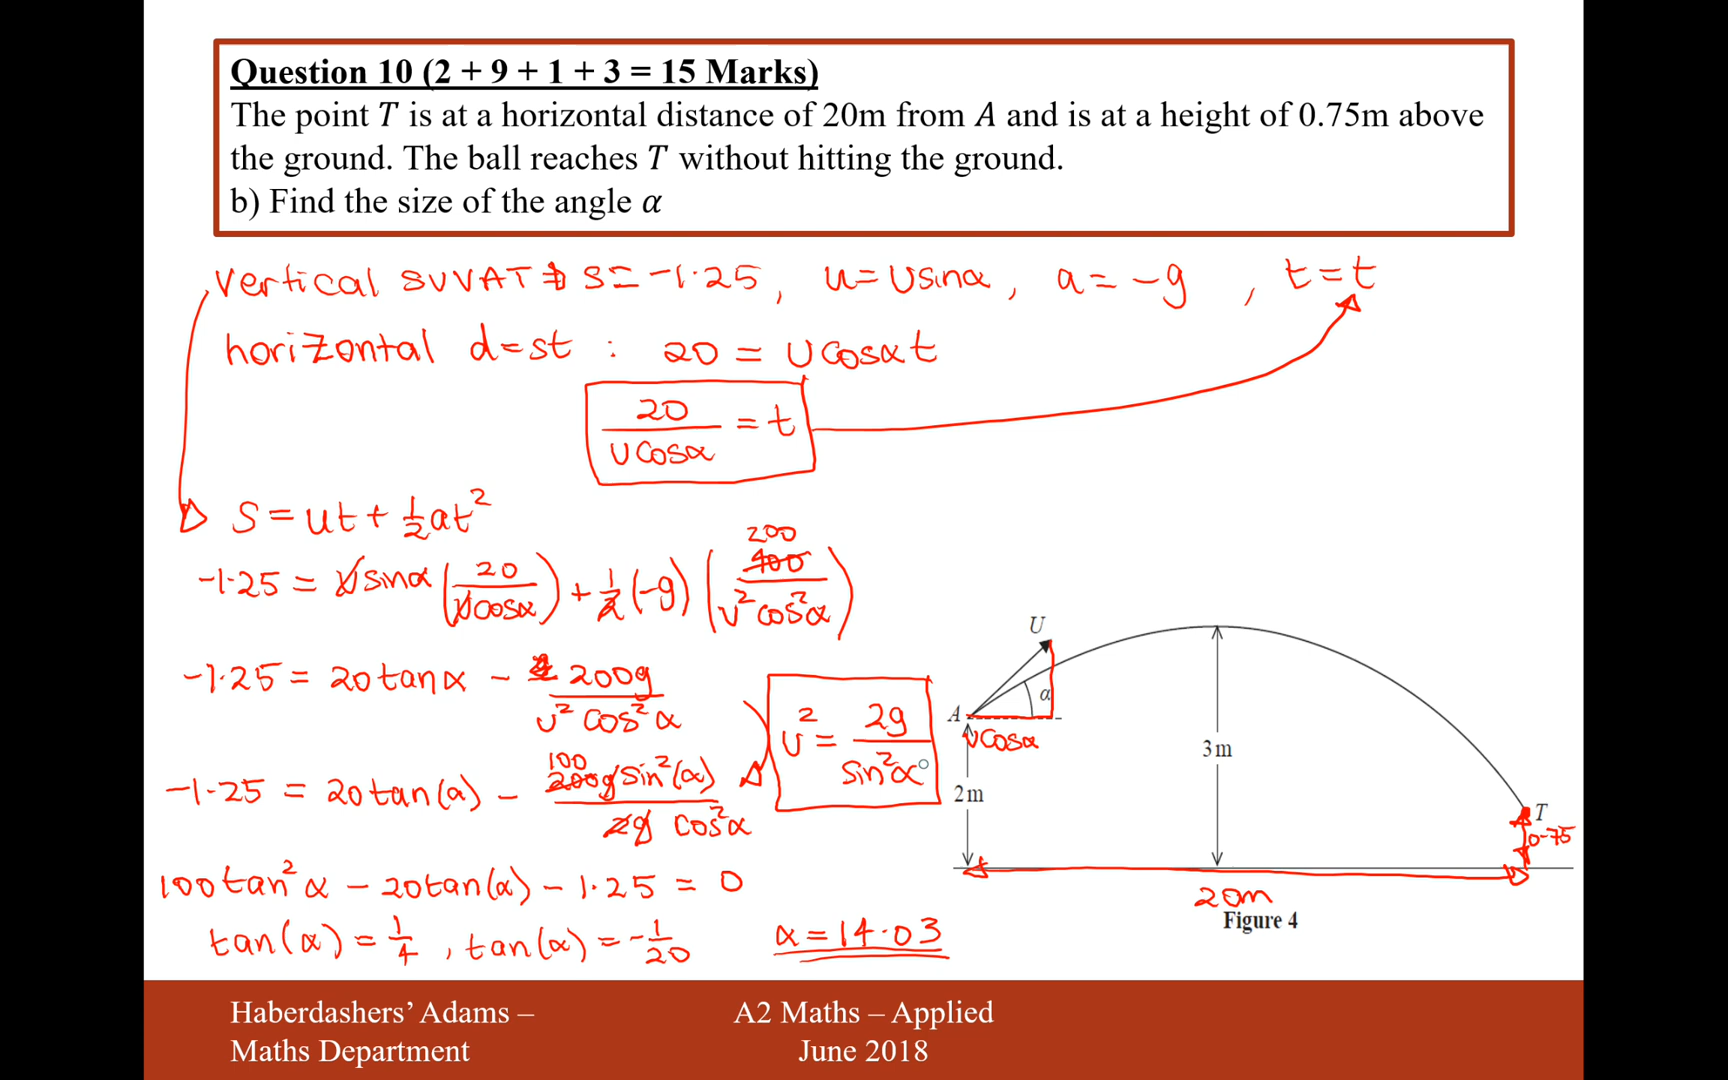 Question 10 (2 + 9 + 1 + 3 = 15 Marks)
The point T is at a horizontal distance of 20m from A and is at a height of 0.75m above
the ground. The ball reaches T without hitting the ground.
b) Find the size of the angle α
vertical SUVAT → S = -1.25, u = Usinα, a = -g, t = t
horizontal d = st : 20 = Ucosαt
20/Ucosα = t
S = ut + 1/2at²
-1.25 = Usinα(20/Ucosα) + 1/2(-g)(400/U²cos²α)
200
-1.25 = 20tanα - 200g/U²cos²α
U² = 2g/sin²α
-1.25 = 20tan(α) - 200gsin²(α)/2g cos²α
100
100tan²α - 20tan(α) - 1.25 = 0
tan(α) = 1/4, tan(α) = -1/20
α = 14.03
U
A
α
Ucosα
2 m
3 m
T
0.75
20m
Figure 4
Haberdashers' Adams –
Maths Department
A2 Maths – Applied
June 2018